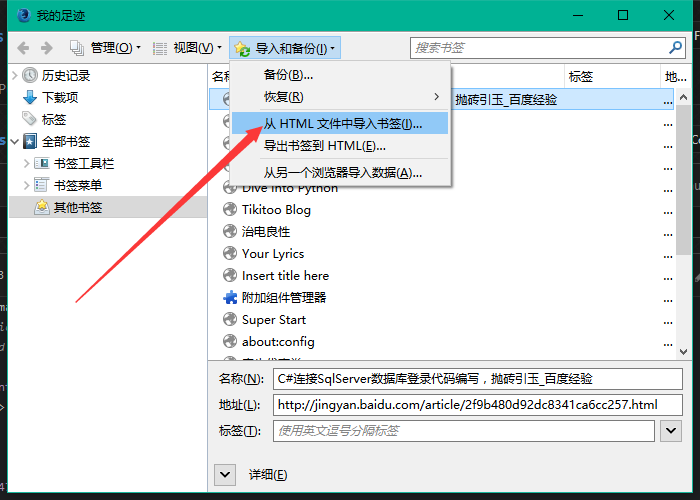 我的足迹
管理(O)
视图(V)
导入和备份(I)
搜索书签
备份(B)...
恢复(R)
从 HTML 文件中导入书签(I)...
导出书签到 HTML(E)...
从另一个浏览器导入数据(A)...
标签
地...
历史记录
下载项
标签
全部书签
书签工具栏
书签菜单
其他书签
抛砖引玉_百度经验
...
...
...
...
Dive Into Python
...
Tikitoo Blog
...
治电良性
...
Your Lyrics
...
Insert title here
...
附加组件管理器
...
Super Start
...
about:config
...
名称(N):
C#连接SqlServer数据库登录代码编写，抛砖引玉_百度经验
地址(L):
http://jingyan.baidu.com/article/2f9b480d92dc8341ca6cc257.html
标签(T):
使用英文逗号分隔标签
详细(E)